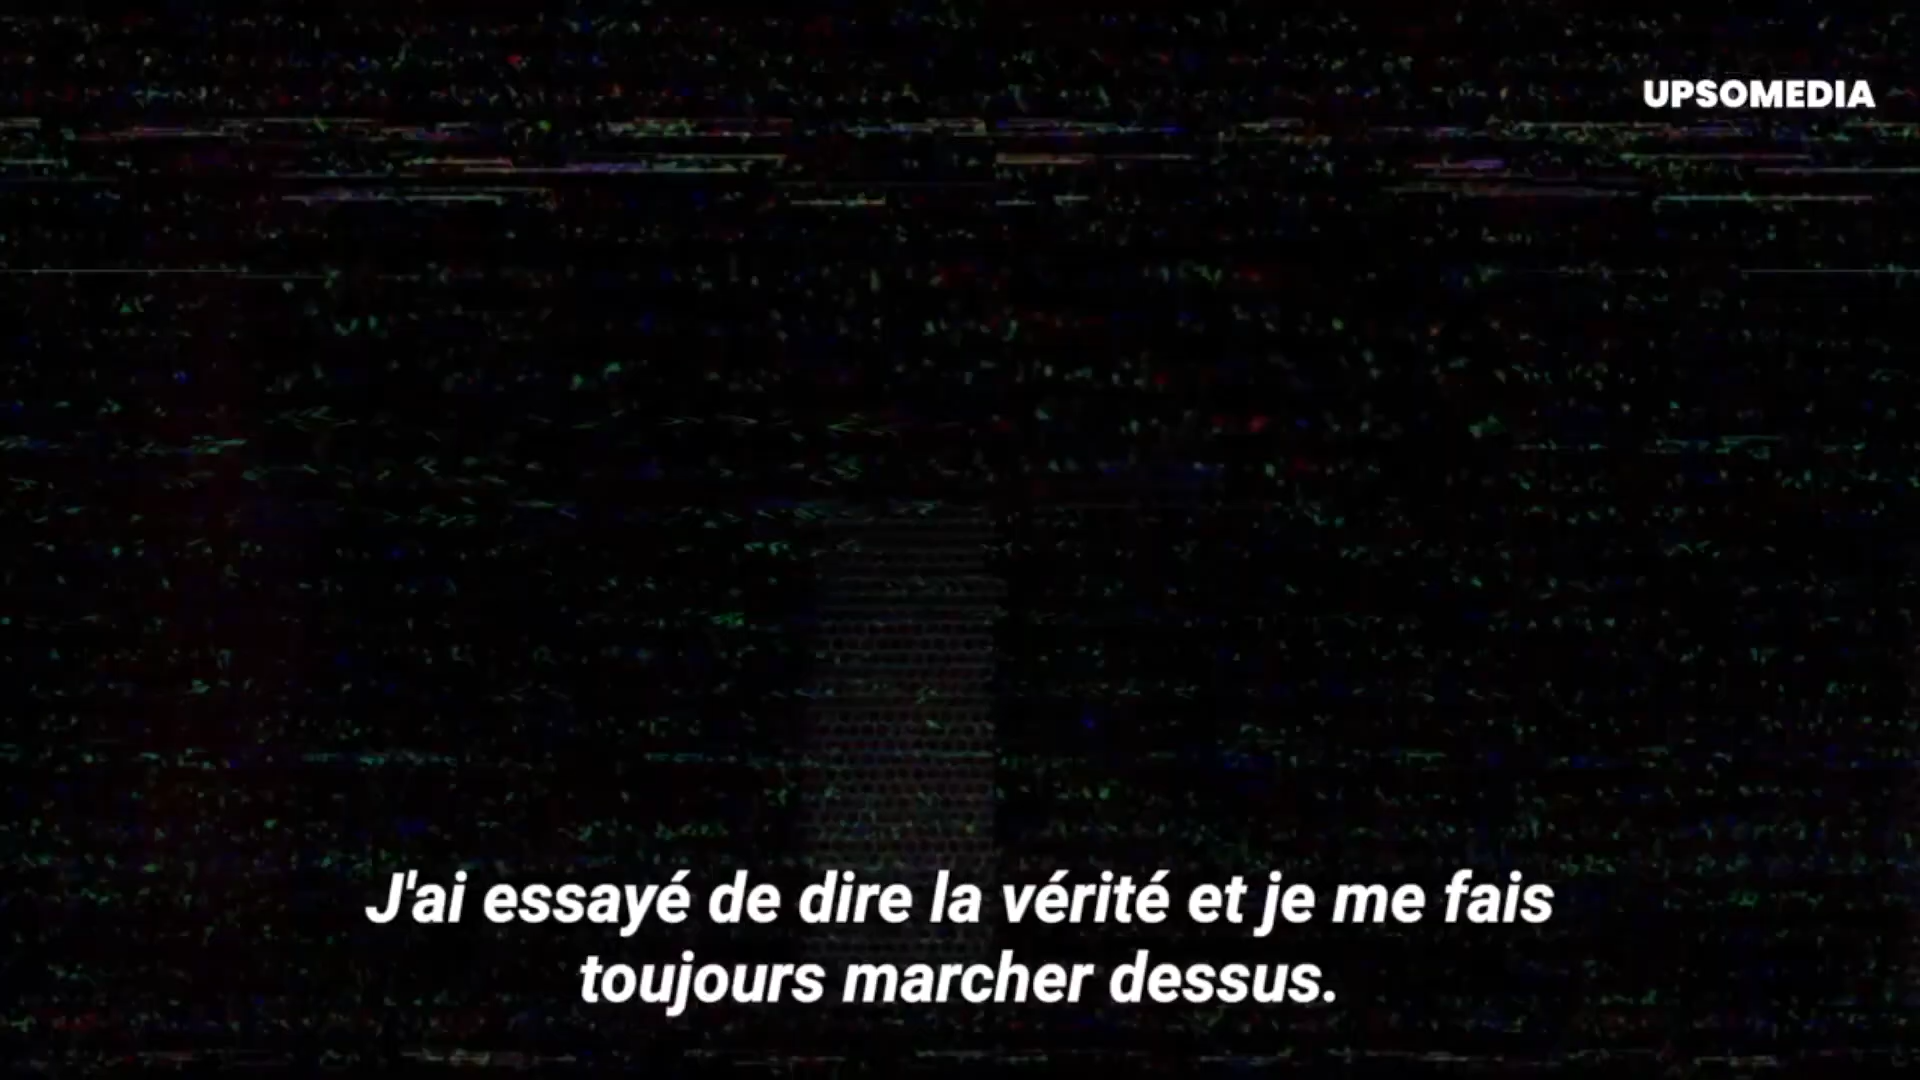 UPSOMEDIA
J'ai essayé de dire la vérité et je me fais
toujours marcher dessus.